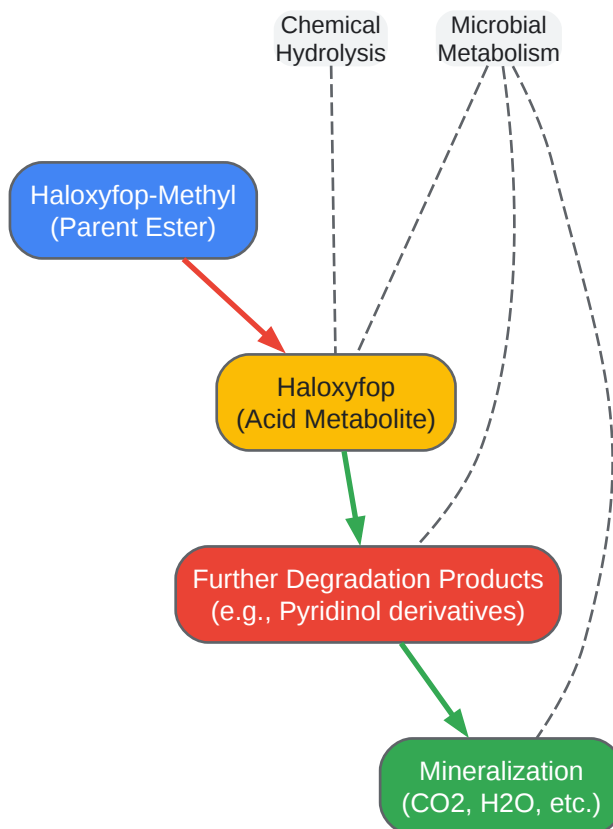 Chemical
Hydrolysis
Microbial
Metabolism
Haloxyfop-Methyl
(Parent Ester)
Haloxyfop
(Acid Metabolite)
Further Degradation Products
(e.g., Pyridinol derivatives)
Mineralization
(CO2, H2O, etc.)